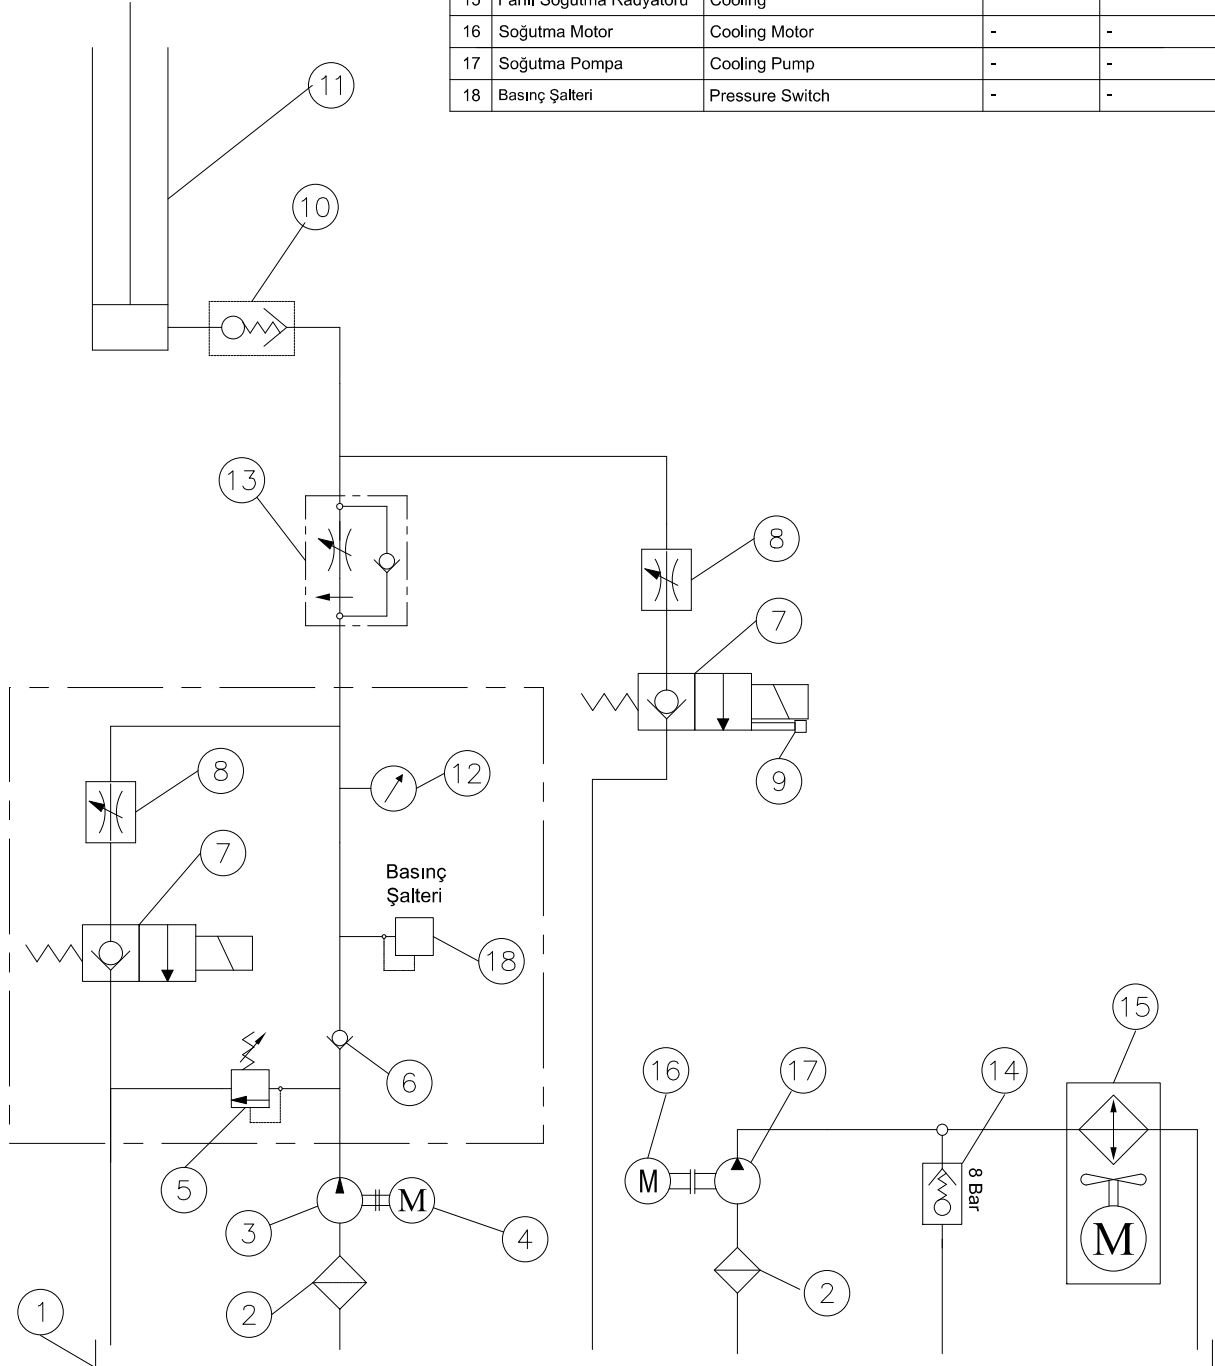 15 Fanlı Soğutma Radyatörü Cooling
16 Soğutma Motor Cooling Motor - -
17 Soğutma Pompa Cooling Pump - -
18 Basınç Şalteri Pressure Switch - -
11
10
13
8
7
9
8
12
7
Basınç
Şalteri
18
15
6
16
17
14
M
8 Bar
5
3
M
4
M
2
2
1